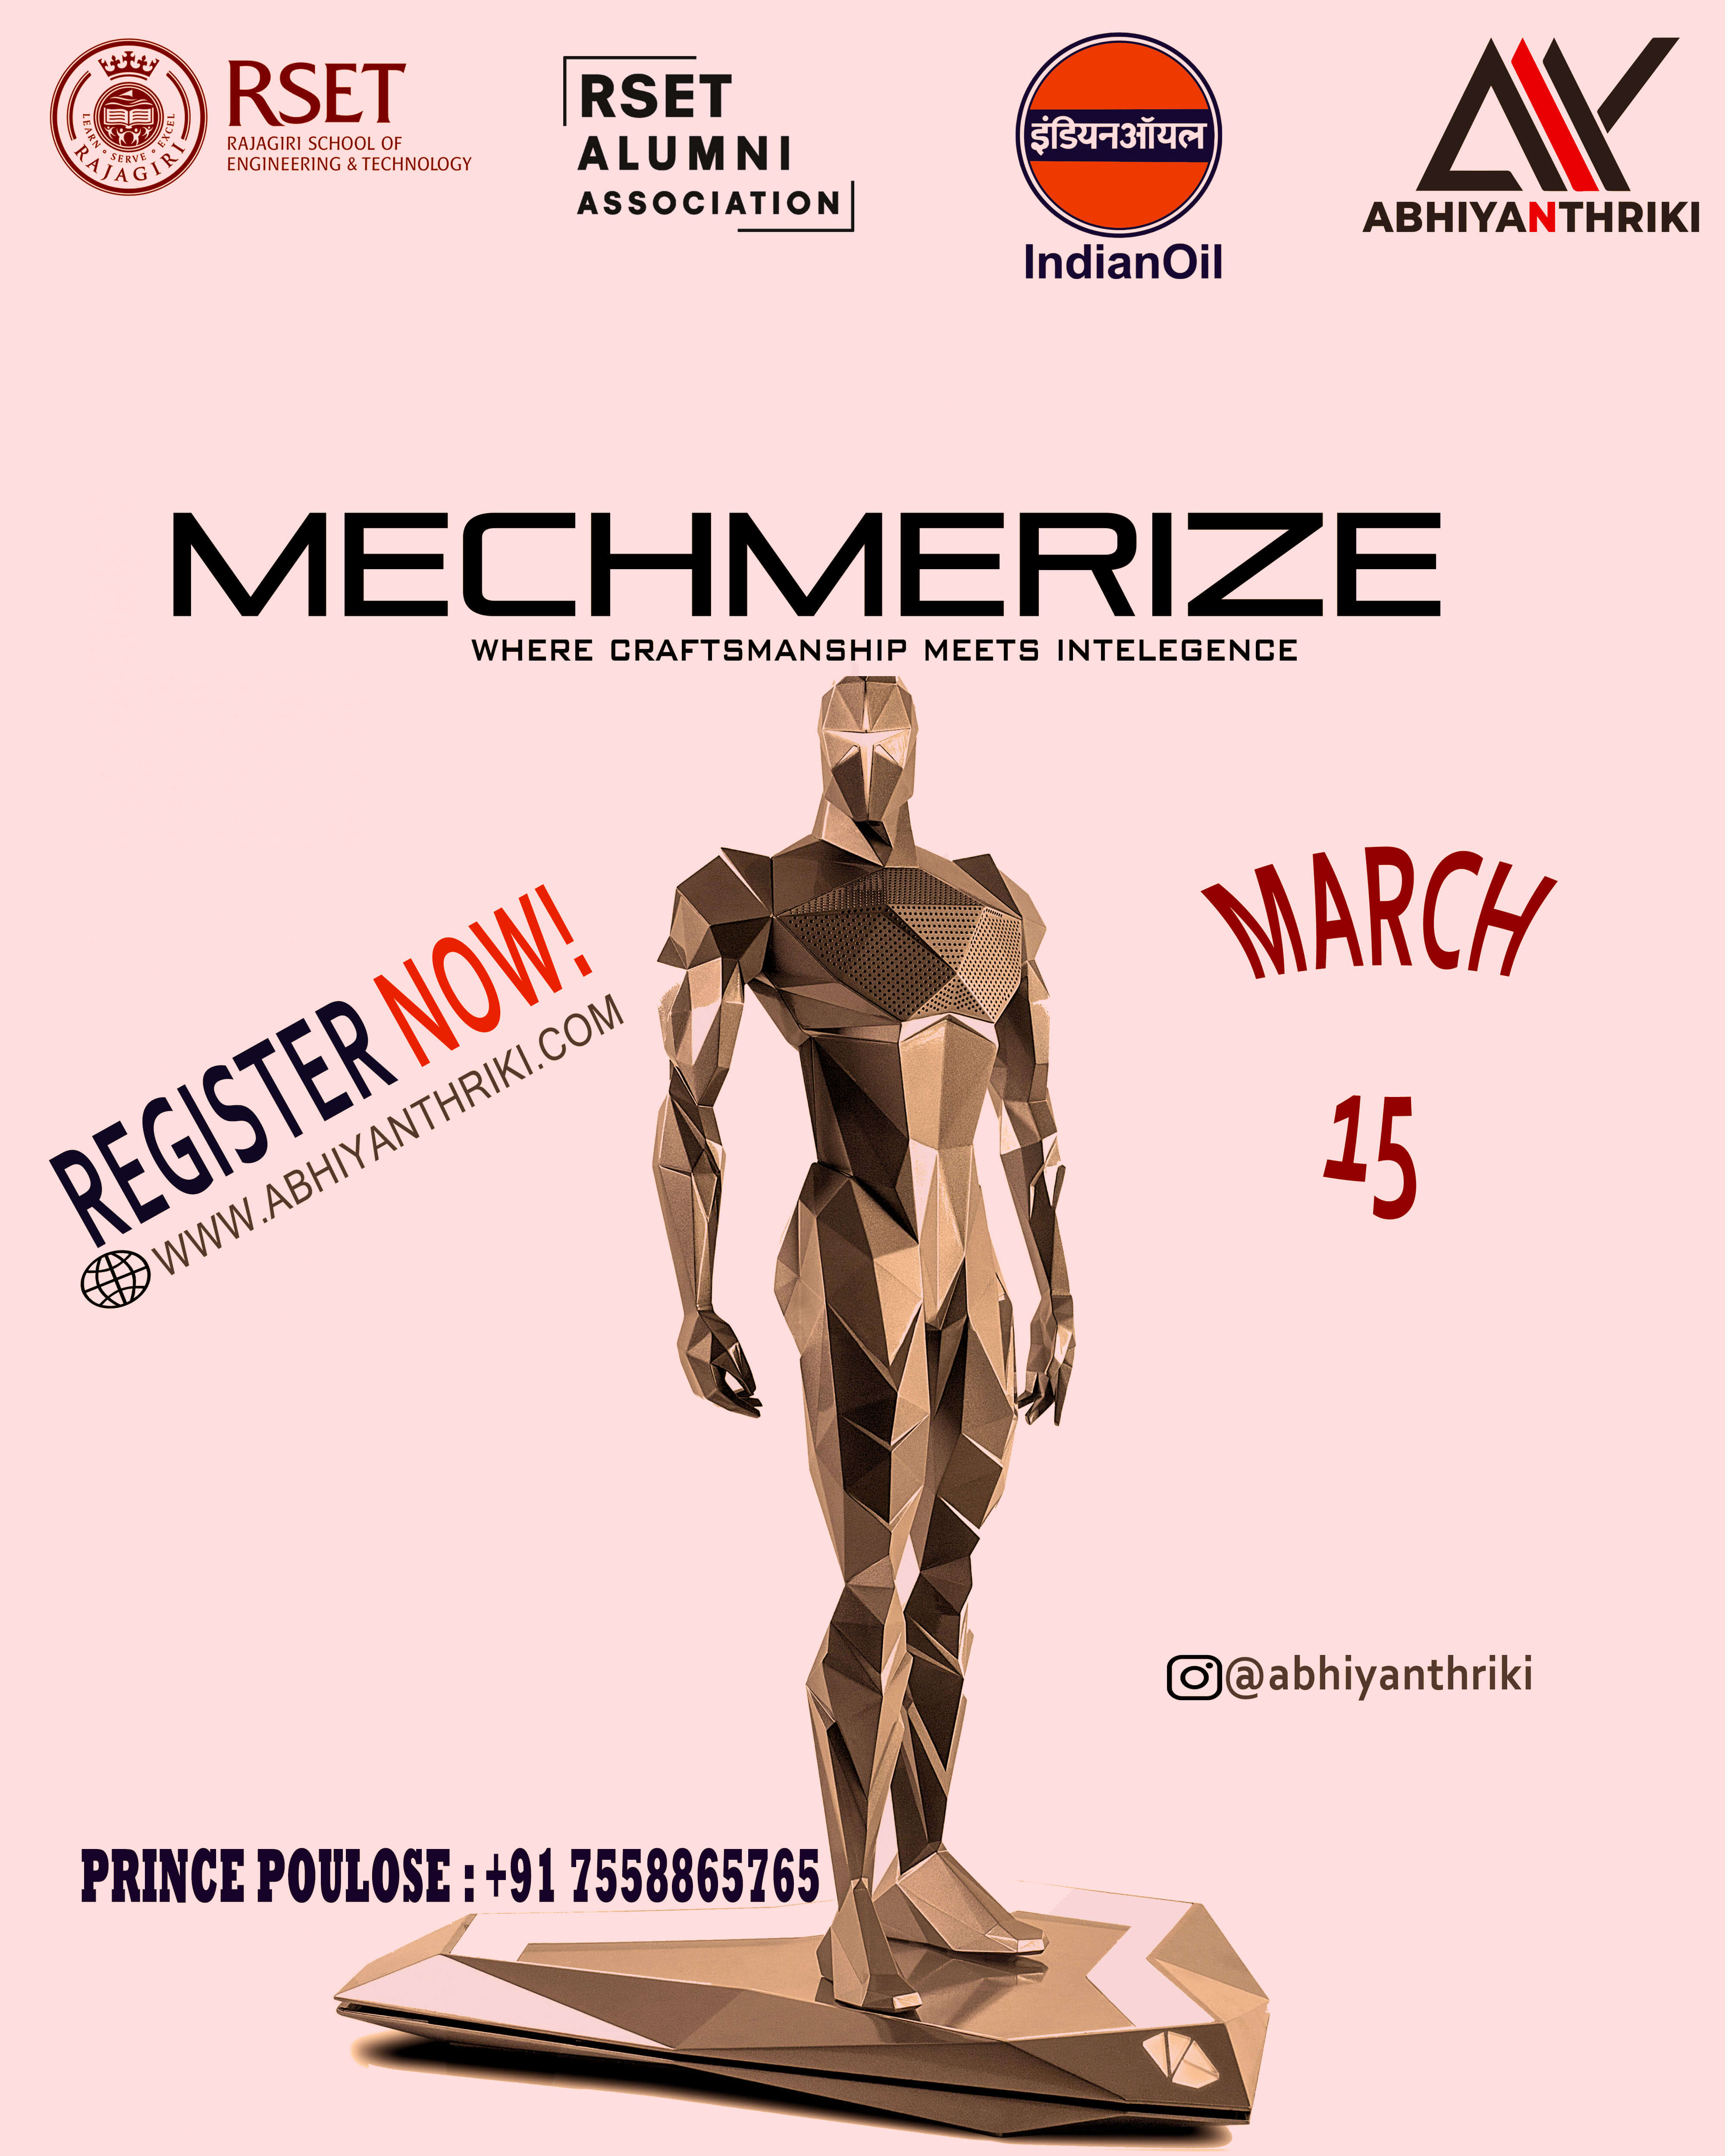 RSET
RAJAGIRI SCHOOL OF
ENGINEERING & TECHNOLOGY
LEARN • SERVE • EXCEL
RAJAGIRI
RSET
ALUMNI
ASSOCIATION
इंडियनऑयल
IndianOil
ABHIYANTHRIKI
MECHMERIZE
WHERE CRAFTSMANSHIP MEETS INTELEGENCE
MARCH
15
REGISTER NOW!
WWW.ABHIYANTHRIKI.COM
@abhiyanthriki
PRINCE POULOSE : +91 7558865765